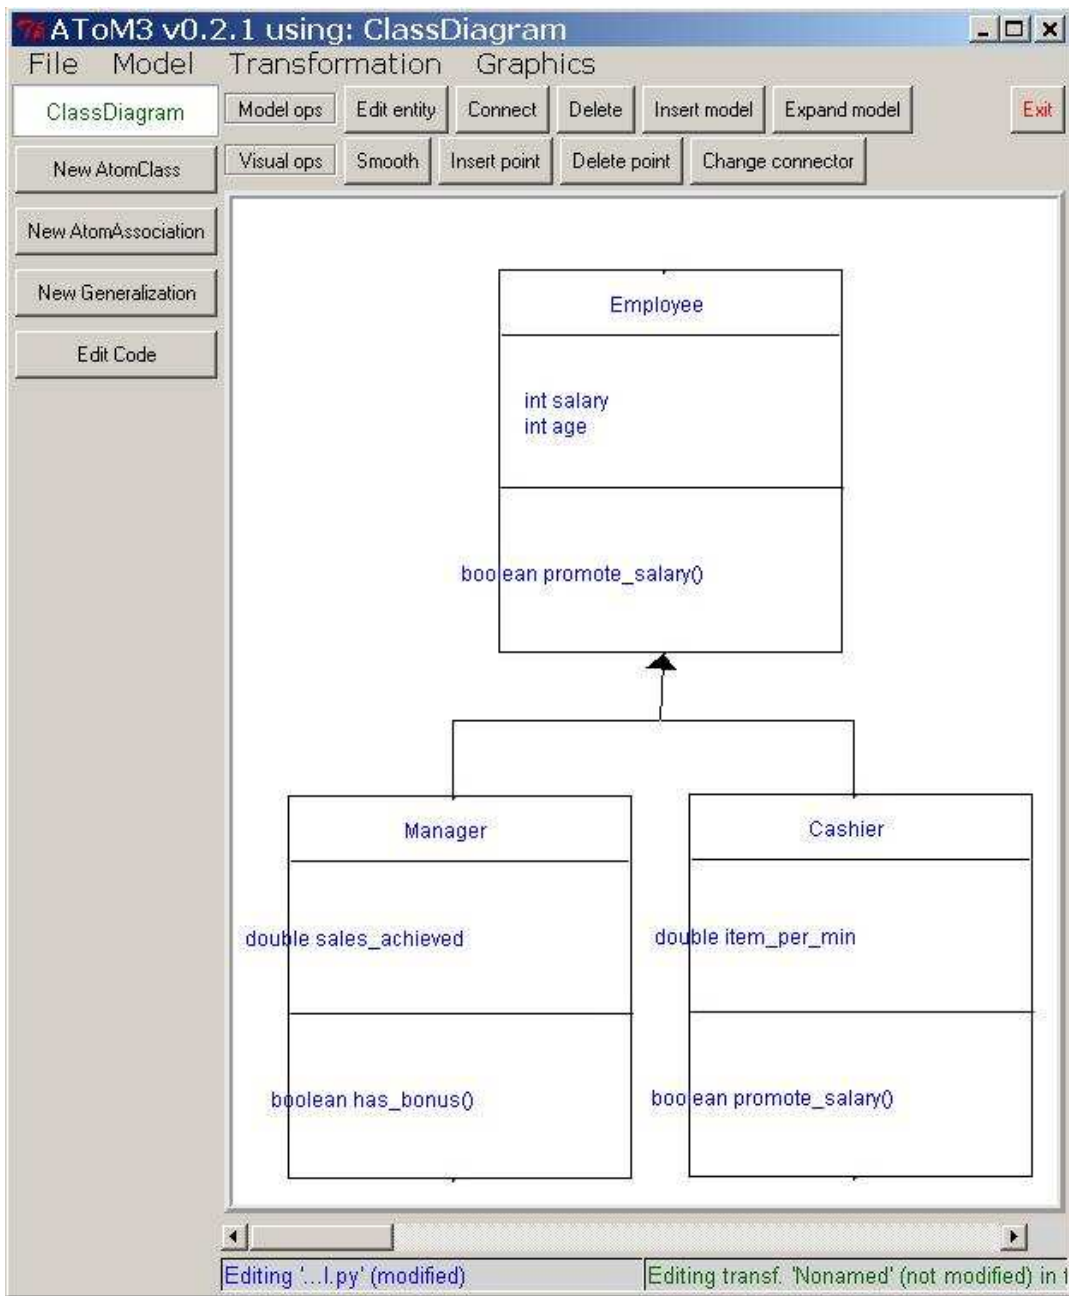 AToM3 v0.2.1 using: ClassDiagram
File Model Transformation Graphics
ClassDiagram
Model ops Edit entity Connect Delete Insert model Expand model Exit
Visual ops Smooth Insert point Delete point Change connector
New AtomClass
New AtomAssociation
New Generalization
Edit Code
Employee
int salary
int age
boolean promote_salary()
Manager
double sales_achieved
boolean has_bonus()
Cashier
double item_per_min
boolean promote_salary()
Editing '...l.py' (modified)
Editing transf. 'Nonamed' (not modified) in